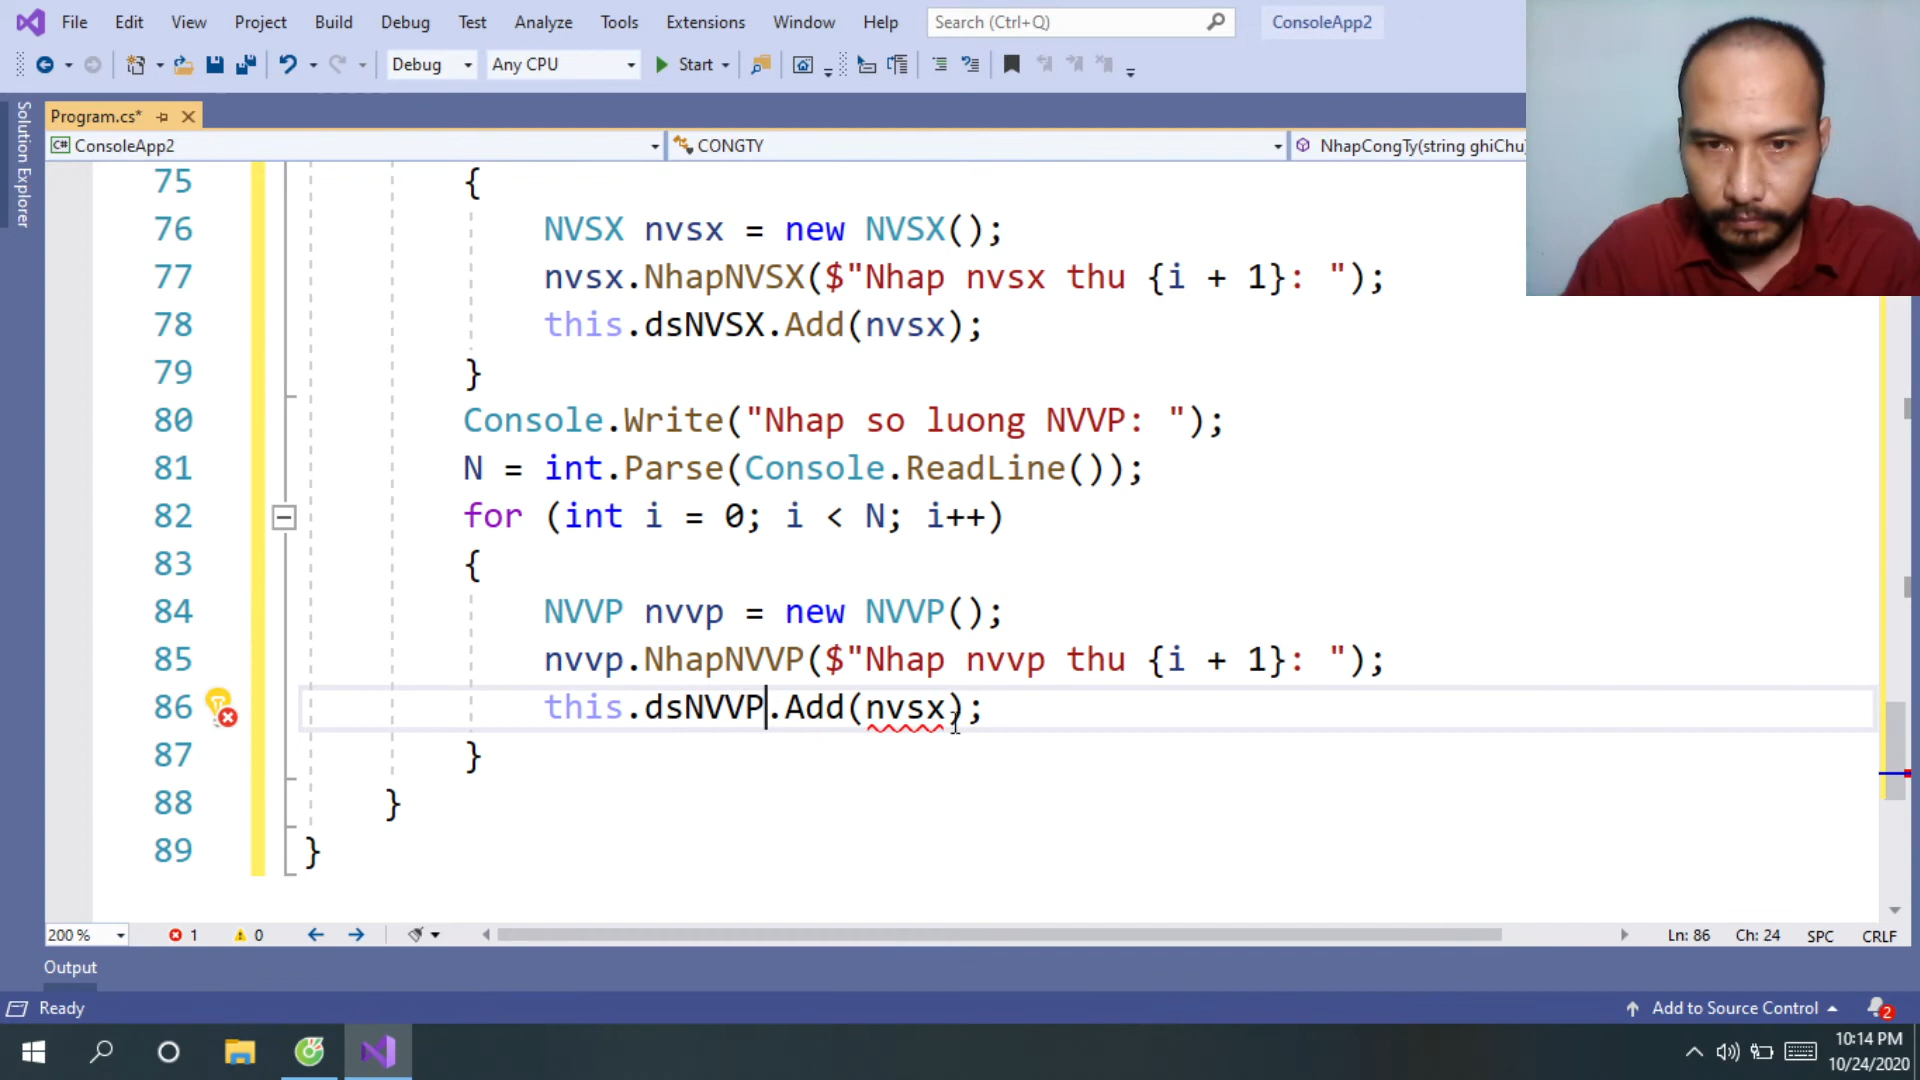 File Edit View Project Build Debug Test Analyze Tools Extensions Window Help Search (Ctrl+Q) ConsoleApp2
Debug Any CPU Start
Solution Explorer
Program.cs*
C# ConsoleApp2 CONGTY NhapCongTy(string ghiChu)
75 {
76 NVSX nvsx = new NVSX();
77 nvsx.NhapNVSX($"Nhap nvsx thu {i + 1}: ");
78 this.dsNVSX.Add(nvsx);
79 }
80 Console.Write("Nhap so luong NVVP: ");
81 N = int.Parse(Console.ReadLine());
82 for (int i = 0; i < N; i++)
83 {
84 NVVP nvvp = new NVVP();
85 nvvp.NhapNVVP($"Nhap nvvp thu {i + 1}: ");
86 this.dsNVVP.Add(nvsx);
87 }
88 }
89 }
200 % 1 0 Ln: 86 Ch: 24 SPC CRLF
Output
Ready Add to Source Control 2
10:14 PM
10/24/2020